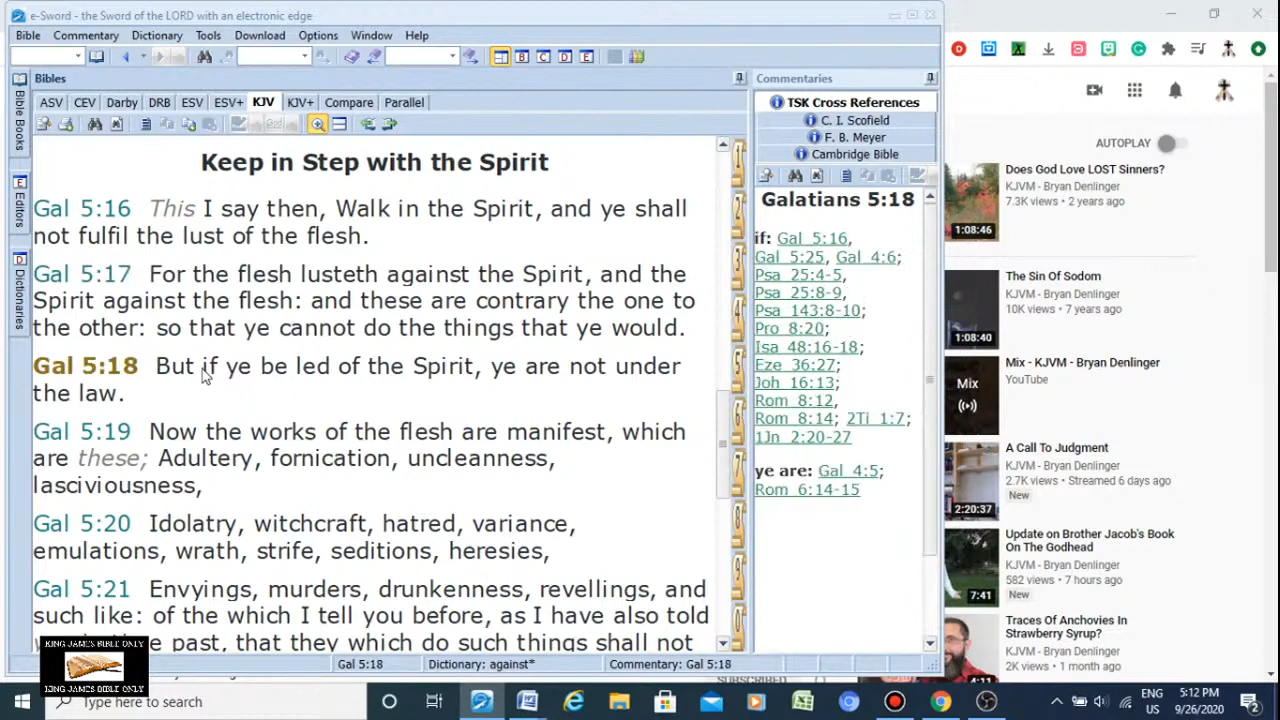 e-Sword - the Sword of the LORD with an electronic edge
Bible Commentary Dictionary Tools Download Options Window Help
B C D E
Bibles
Commentaries
ASV CEV Darby DRB ESV ESV+ KJV KJV+ Compare Parallel
TSK Cross References
C. I. Scofield
F. B. Meyer
Cambridge Bible
Bible Books
Editors
Dictionaries
Keep in Step with the Spirit
Gal 5:16 This I say then, Walk in the Spirit, and ye shall
not fulfil the lust of the flesh.
Gal 5:17 For the flesh lusteth against the Spirit, and the
Spirit against the flesh: and these are contrary the one to
the other: so that ye cannot do the things that ye would.
Gal 5:18 But if ye be led of the Spirit, ye are not under
the law.
Gal 5:19 Now the works of the flesh are manifest, which
are these; Adultery, fornication, uncleanness,
lasciviousness,
Gal 5:20 Idolatry, witchcraft, hatred, variance,
emulations, wrath, strife, seditions, heresies,
Gal 5:21 Envyings, murders, drunkenness, revellings, and
such like: of the which I tell you before, as I have also told
past, that they which do such things shall not
1
2
3
4
5
6
7
8
9
0
Galatians 5:18
if: Gal 5:16,
Gal 5:25, Gal 4:6;
Psa 25:4-5,
Psa 25:8-9,
Psa 143:8-10;
Pro 8:20;
Isa 48:16-18;
Eze 36:27;
Joh 16:13;
Rom 8:12,
Rom 8:14; 2Ti 1:7;
1Jn 2:20-27
ye are: Gal 4:5;
Rom 6:14-15
Gal 5:18
Dictionary: against*
Commentary: Gal 5:18
AUTOPLAY
Does God Love LOST Sinners?
KJVM - Bryan Denlinger
7.3K views • 2 years ago
1:08:46
The Sin Of Sodom
KJVM - Bryan Denlinger
10K views • 7 years ago
1:08:40
Mix - KJVM - Bryan Denlinger
YouTube
Mix
A Call To Judgment
KJVM - Bryan Denlinger
2.7K views • Streamed 6 days ago
New
2:20:37
Update on Brother Jacob's Book
On The Godhead
KJVM - Bryan Denlinger
582 views • 7 hours ago
New
7:41
Traces Of Anchovies In
Strawberry Syrup?
KJVM - Bryan Denlinger
2K views • 1 month ago
4:11
SUBSCRIBED
KING JAMES BIBLE ONLY
KING JAMES BIBLE ONLY
Type here to search
ENG
US
5:12 PM
9/26/2020
2